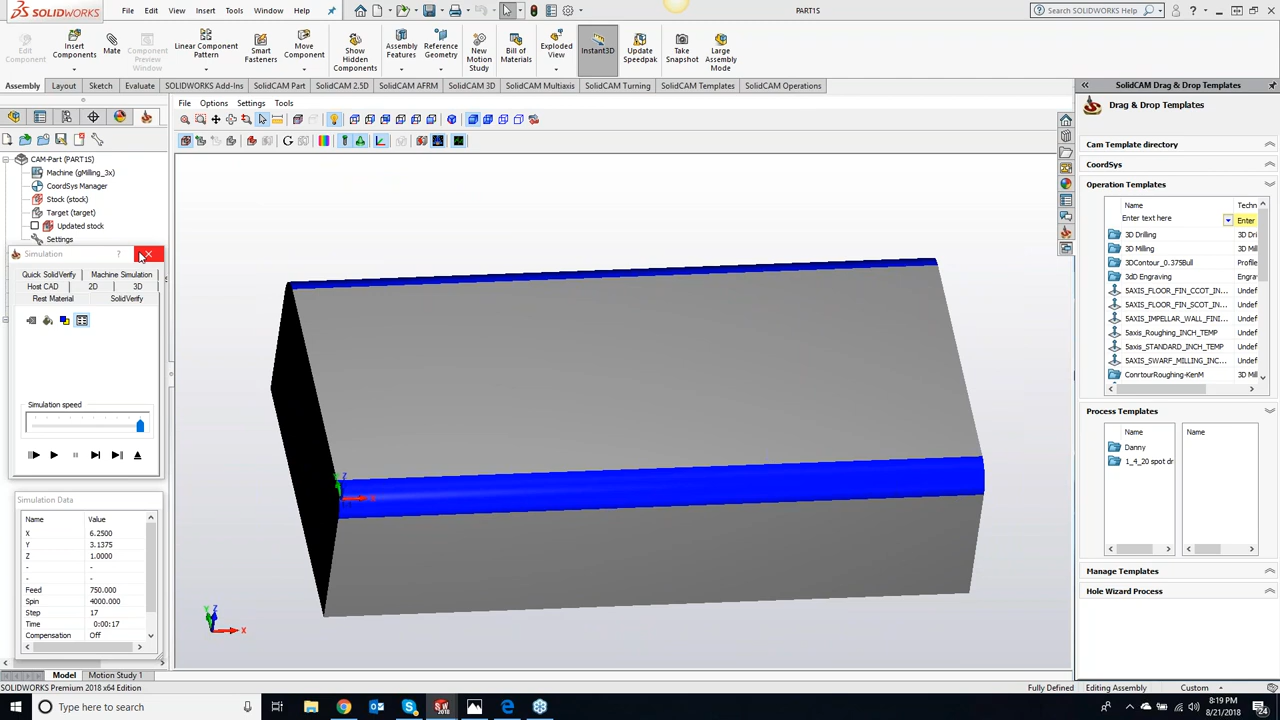 SOLIDWORKS File Edit View Insert Tools Window Help PART1S Search SOLIDWORKS Help
Edit Component
Insert Components
Mate
Component Preview Window
Linear Component Pattern
Smart Fasteners
Move Component
Show Hidden Components
Assembly Features
Reference Geometry
New Motion Study
Bill of Materials
Exploded View
Instant3D
Update Speedpak
Take Snapshot
Large Assembly Mode
Assembly Layout Sketch Evaluate SOLIDWORKS Add-Ins SolidCAM Part SolidCAM 2.5D SolidCAM AFRM SolidCAM 3D SolidCAM Multiaxis SolidCAM Turning SolidCAM Templates SolidCAM Operations
SolidCAM Drag & Drop Templates
File Options Settings Tools
Drag & Drop Templates
CAM-Part (PART1S)
Machine (gMilling_3x)
CoordSys Manager
Stock (stock)
Target (target)
Updated stock
Settings
Simulation ?
Quick SolidVerify Machine Simulation
Host CAD 2D 3D
Rest Material SolidVerify
Simulation speed
Simulation Data
Name Value
X 6.2500
Y 3.1375
Z 1.0000
- -
- -
Feed 750.000
Spin 4000.000
Step 17
Time 0:00:17
Compensation Off
Z
Y
X
Y Z
X
Cam Template directory
CoordSys
Operation Templates
Name Techn
Enter text here Enter
3D Drilling 3D Dri
3D Milling 3D Mil
3DContour_0.375Bull Profile
3dD Engraving Engrav
5AXIS_FLOOR_FIN_CCOT_IN... Undef
5AXIS_FLOOR_FIN_SCOT_IN... Undef
5AXIS_IMPELLAR_WALL_FINI... Undef
5axis_Roughing_INCH_TEMP Undef
5axis_STANDARD_INCH_TEMP Undef
5AXIS_SWARF_MILLING_INC... Undef
ConrtourRoughing-KenM 3D Mil
Process Templates
Name Name
Danny
1_4_20 spot dr
Manage Templates
Hole Wizard Process
Model Motion Study 1
SOLIDWORKS Premium 2018 x64 Edition Fully Defined Editing Assembly Custom
Type here to search
SW 2018
8:19 PM
8/21/2018
24